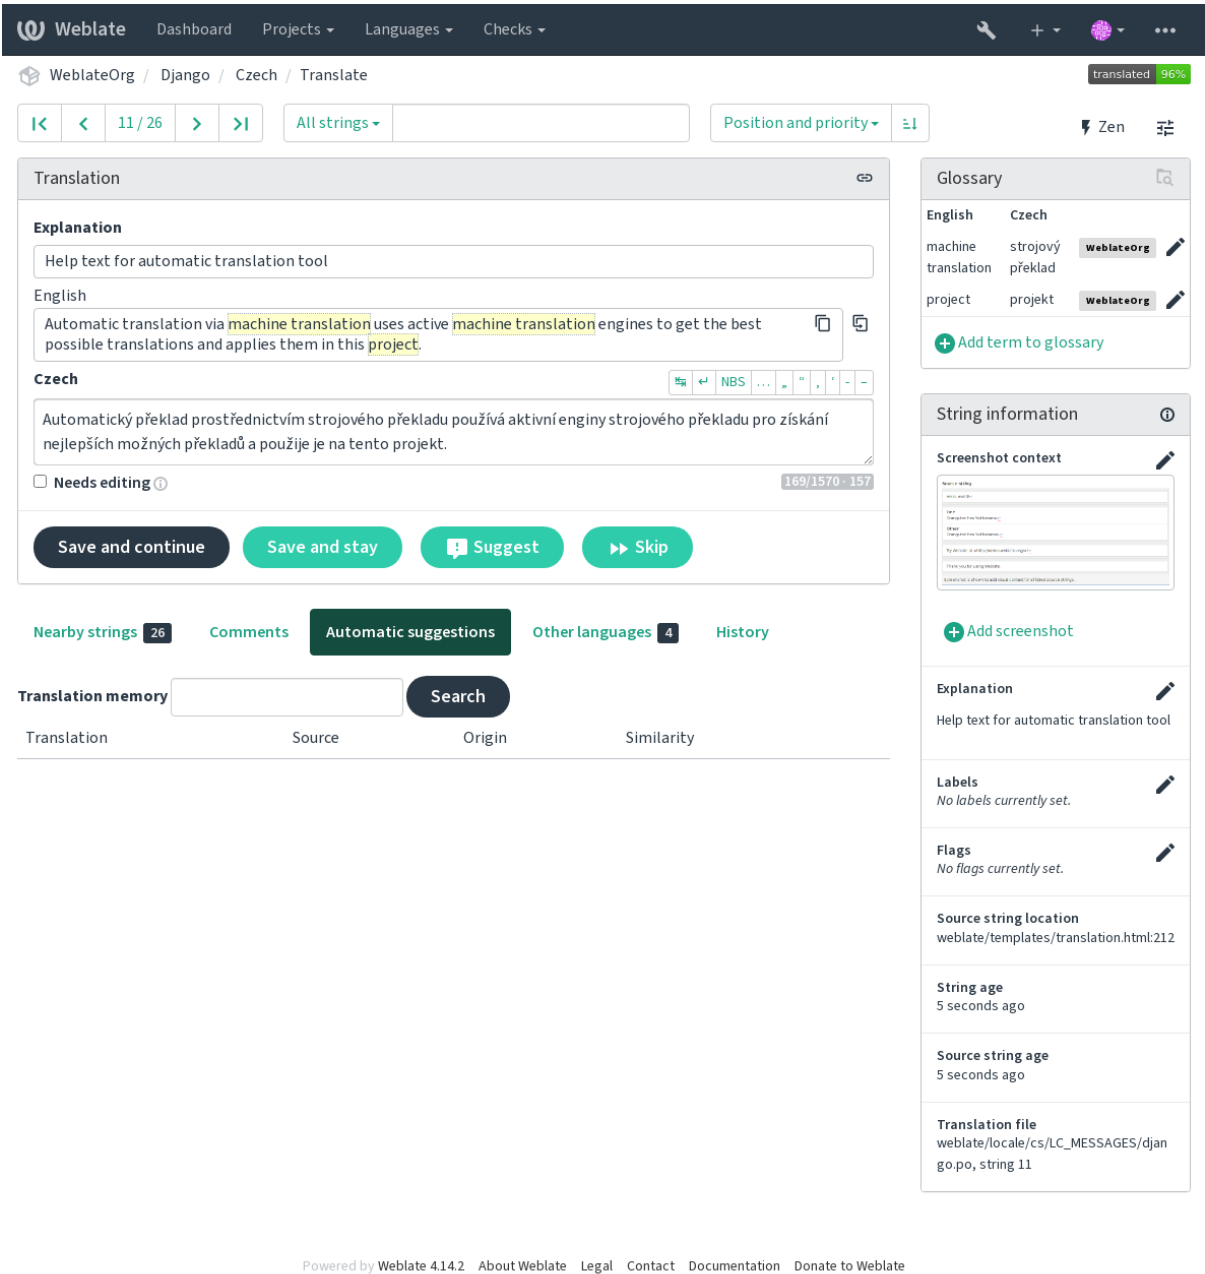 Weblate Dashboard Projects Languages Checks
WeblateOrg / Django / Czech / Translate
translated 96%
11 / 26
All strings
Position and priority
Zen
Translation
Explanation
Help text for automatic translation tool
English
Automatic translation via machine translation uses active machine translation engines to get the best
possible translations and applies them in this project.
Czech
NBS … „ “ ‚ ‘ - –
Automatický překlad prostřednictvím strojového překladu používá aktivní enginy strojového překladu pro získání
nejlepších možných překladů a použije je na tento projekt.
Needs editing
169/1570 · 157
Save and continue
Save and stay
Suggest
Skip
Nearby strings 26
Comments
Automatic suggestions
Other languages 4
History
Translation memory
Search
Translation Source Origin Similarity
Glossary
English Czech
machine
translation
strojový
překlad
WeblateOrg
project projekt WeblateOrg
Add term to glossary
String information
Screenshot context
Add screenshot
Explanation
Help text for automatic translation tool
Labels
No labels currently set.
Flags
No flags currently set.
Source string location
weblate/templates/translation.html:212
String age
5 seconds ago
Source string age
5 seconds ago
Translation file
weblate/locale/cs/LC_MESSAGES/djan
go.po, string 11
Powered by Weblate 4.14.2 About Weblate Legal Contact Documentation Donate to Weblate